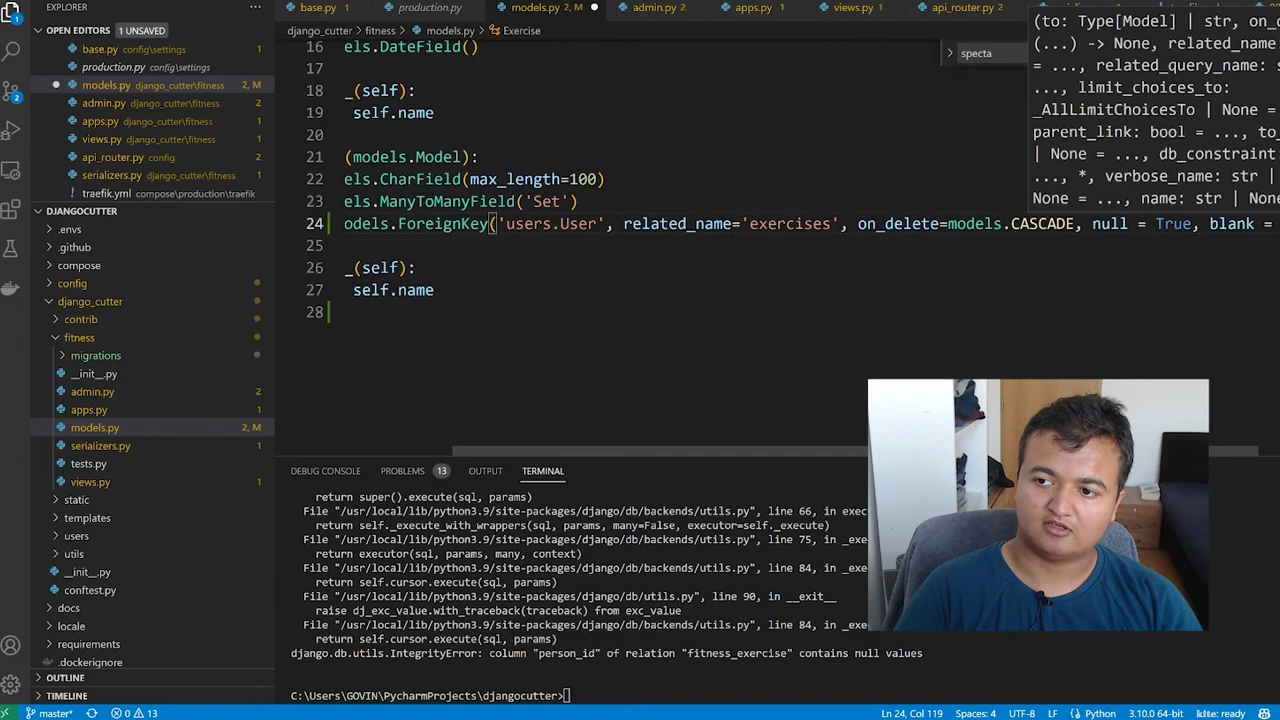 EXPLORER ...
OPEN EDITORS 1 UNSAVED
base.py config\settings 1
production.py config\settings
models.py django_cutter\fitness 2, M
admin.py django_cutter\fitness 2
apps.py django_cutter\fitness 1
views.py django_cutter\fitness 1
api_router.py config 2
serializers.py django_cutter\fitness 1
traefik.yml compose\production\traefik
DJANGOCUTTER
.envs
.github
compose
config
django_cutter
contrib
fitness
migrations
__init__.py
admin.py 2
apps.py 1
models.py 2, M
serializers.py 1
tests.py
views.py 1
static
templates
users
utils
__init__.py
conftest.py
docs
locale
requirements
.dockerignore
OUTLINE
TIMELINE
base.py 1 production.py models.py 2, M admin.py 2 apps.py 1 views.py 1 api_router.py 2
django_cutter > fitness > models.py > Exercise
specta
(to: Type[Model] | str, on_d
(...) -> None, related_name:
= ..., related_query_name: s
..., limit_choices_to:
_AllLimitChoicesTo | None =
parent_link: bool = ..., to_
| None = ..., db_constraint:
..., *, verbose_name: str |
None = ..., name: str | None
16 els.DateField()
17
18 _(self):
19 self.name
20
21 (models.Model):
22 els.CharField(max_length=100)
23 els.ManyToManyField('Set')
24 odels.ForeignKey('users.User', related_name='exercises', on_delete=models.CASCADE, null = True, blank =
25
26 _(self):
27 self.name
28
DEBUG CONSOLE PROBLEMS 13 OUTPUT TERMINAL
return super().execute(sql, params)
File "/usr/local/lib/python3.9/site-packages/django/db/backends/utils.py", line 66, in exec
return self._execute_with_wrappers(sql, params, many=False, executor=self._execute)
File "/usr/local/lib/python3.9/site-packages/django/db/backends/utils.py", line 75, in _exe
return executor(sql, params, many, context)
File "/usr/local/lib/python3.9/site-packages/django/db/backends/utils.py", line 84, in _exe
return self.cursor.execute(sql, params)
File "/usr/local/lib/python3.9/site-packages/django/db/utils.py", line 90, in __exit__
raise dj_exc_value.with_traceback(traceback) from exc_value
File "/usr/local/lib/python3.9/site-packages/django/db/backends/utils.py", line 84, in _exe
return self.cursor.execute(sql, params)
django.db.utils.IntegrityError: column "person_id" of relation "fitness_exercise" contains null values
C:\Users\GOVIN\PycharmProjects\djangocutter>
master* 0 13 Ln 24, Col 119 Spaces: 4 UTF-8 LF Python 3.10.0 64-bit kite: ready